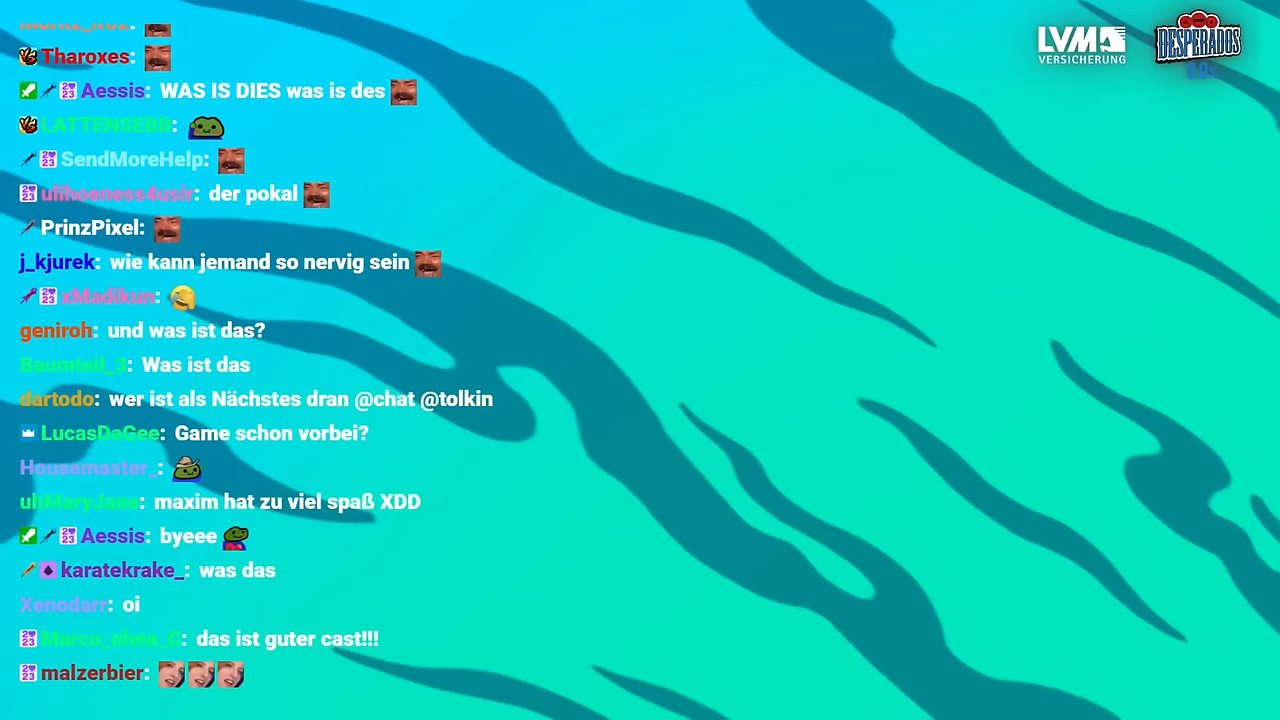 Tharoxes:
Aessis: WAS IS DIES was is des
LATTENSEBB:
SendMoreHelp:
ulihoeness4usir: der pokal
PrinzPixel:
j_kjurek: wie kann jemand so nervig sein
xMadikun:
geniroh: und was ist das?
Baumteil_3: Was ist das
dartodo: wer ist als Nächstes dran @chat @tolkin
LucasDaGee: Game schon vorbei?
Housemaster_:
uhMaryJane: maxim hat zu viel spaß XDD
Aessis: byeee
karatekrake_: was das
Xenodarr: oi
Marco_ohne_C: das ist guter cast!!!
malzerbier:
LVM
VERSICHERUNG
DESPERADOS